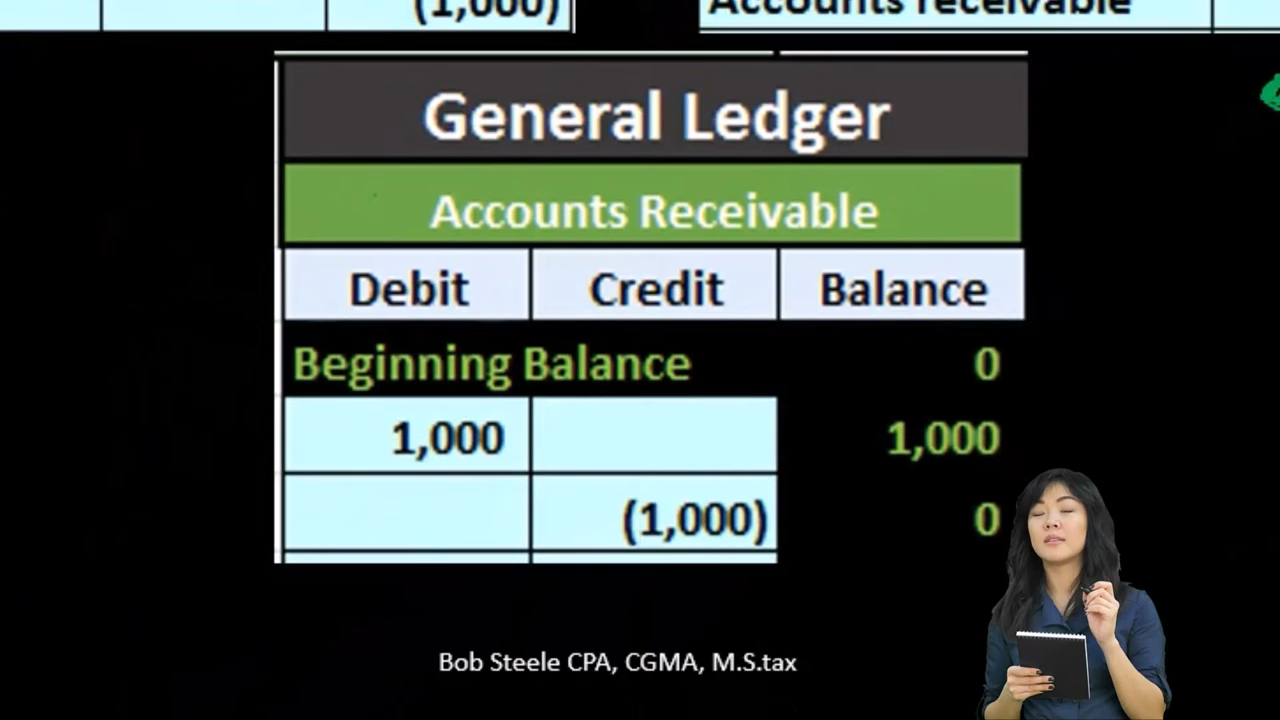 (1,000)
Accounts receivable
General Ledger
Accounts Receivable
Debit Credit Balance
Beginning Balance 0
1,000 1,000
(1,000) 0
Bob Steele CPA, CGMA, M.S.tax